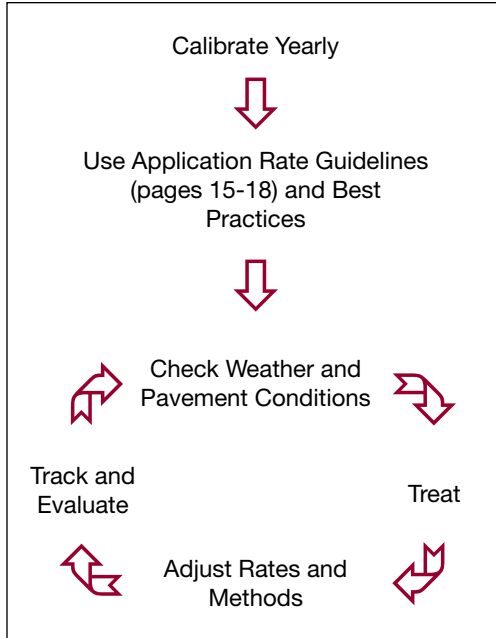 Calibrate Yearly
Use Application Rate Guidelines
(pages 15-18) and Best
Practices
Check Weather and
Pavement Conditions
Treat
Adjust Rates and
Methods
Track and
Evaluate